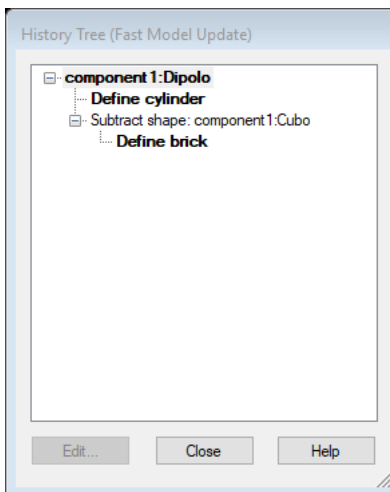 History Tree (Fast Model Update)
component1:Dipolo
Define cylinder
Subtract shape: component1:Cubo
Define brick
Edit...
Close
Help